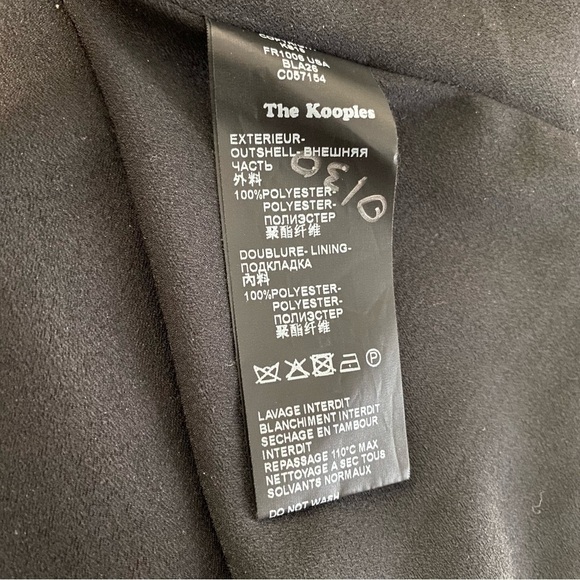 FR1006 USA
BLA26
C057154
The Kooples
EXTERIEUR-
OUTSHELL- ВНЕШНЯЯ
ЧАСТЬ
外料
100%POLYESTER-
POLYESTER-
ПОЛИЭСТЕР
聚酯纤维
DOUBLURE- LINING-
ПОДКЛАДКА
內料
100%POLYESTER-
POLYESTER-
ПОЛИЭСТЕР
聚酯纤维
P
LAVAGE INTERDIT
BLANCHIMENT INTERDIT
SECHAGE EN TAMBOUR
INTERDIT
REPASSAGE 110°C MAX
NETTOYAGE A SEC TOUS
SOLVANTS NORMAUX
DO NOT WASH